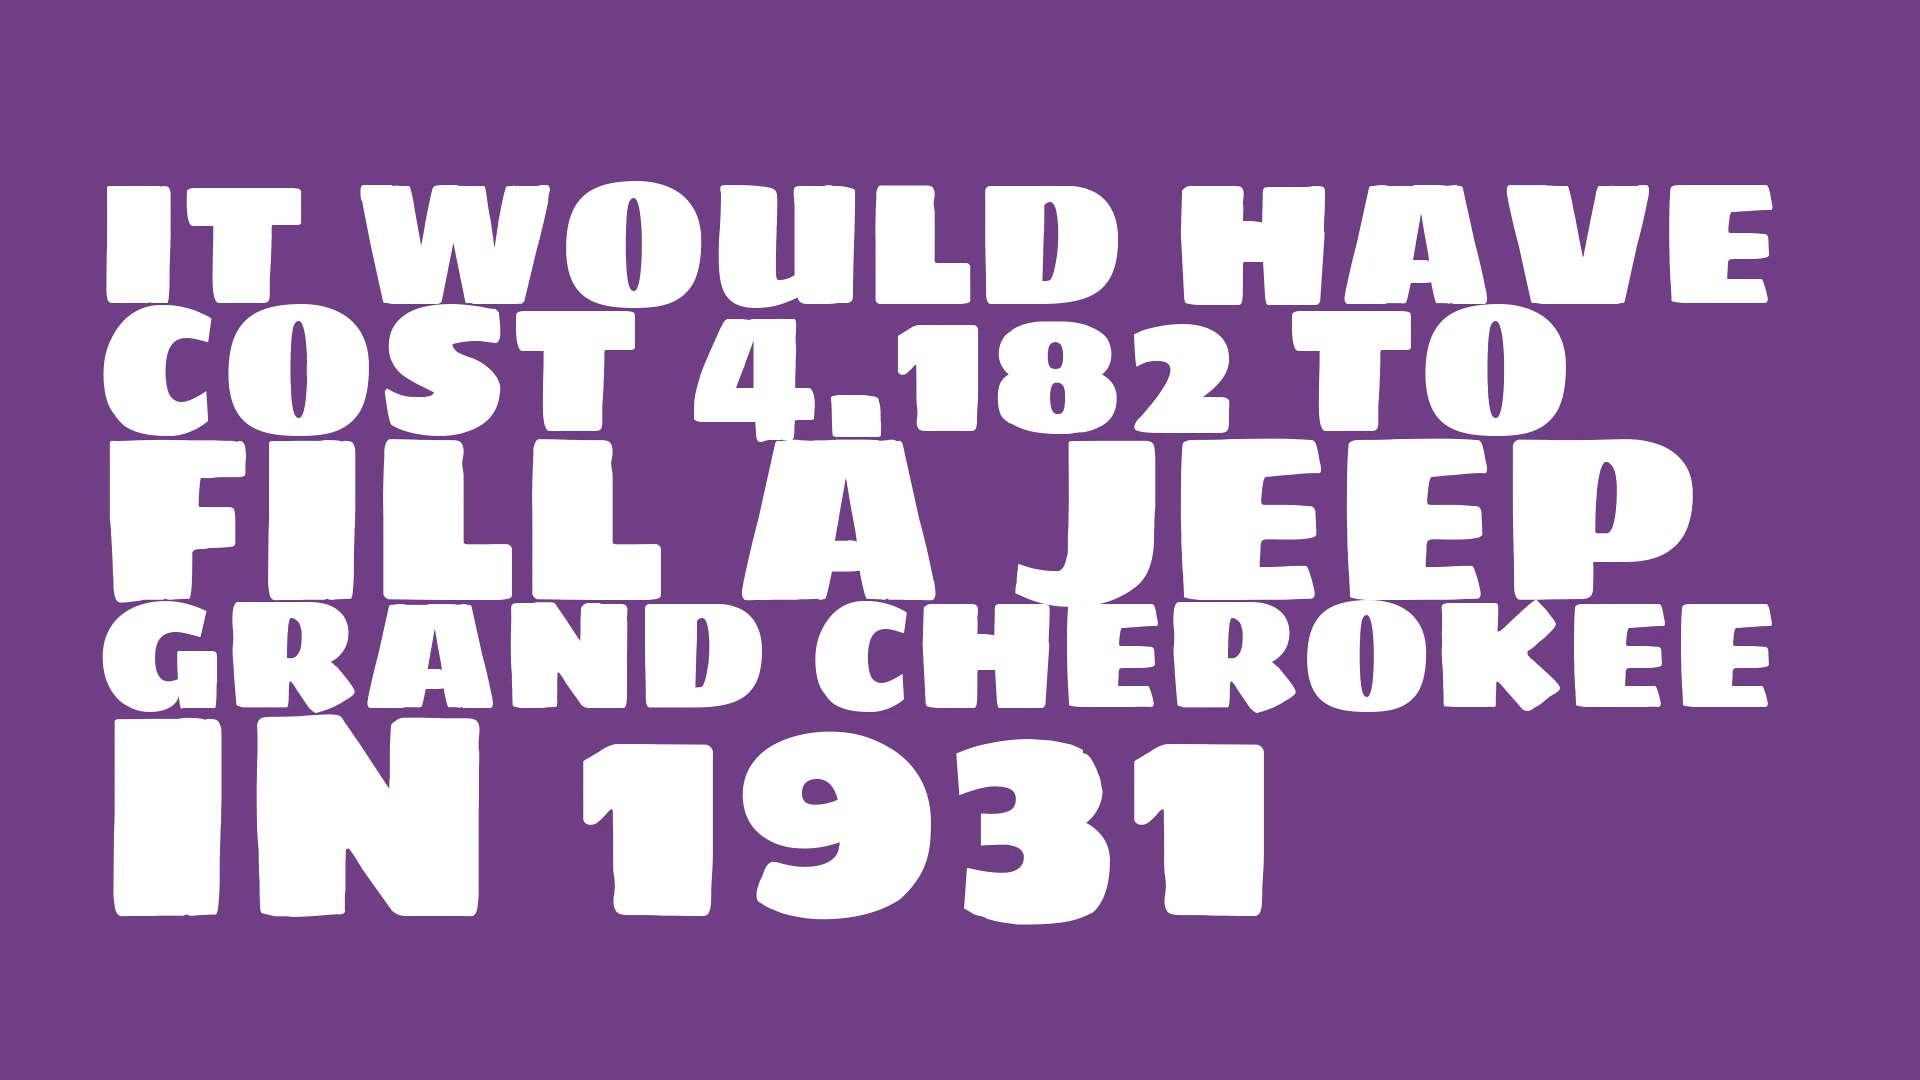 IT WOULD HAVE
COST 4.182 TO
FILL A JEEP
GRAND CHEROKEE
IN 1931